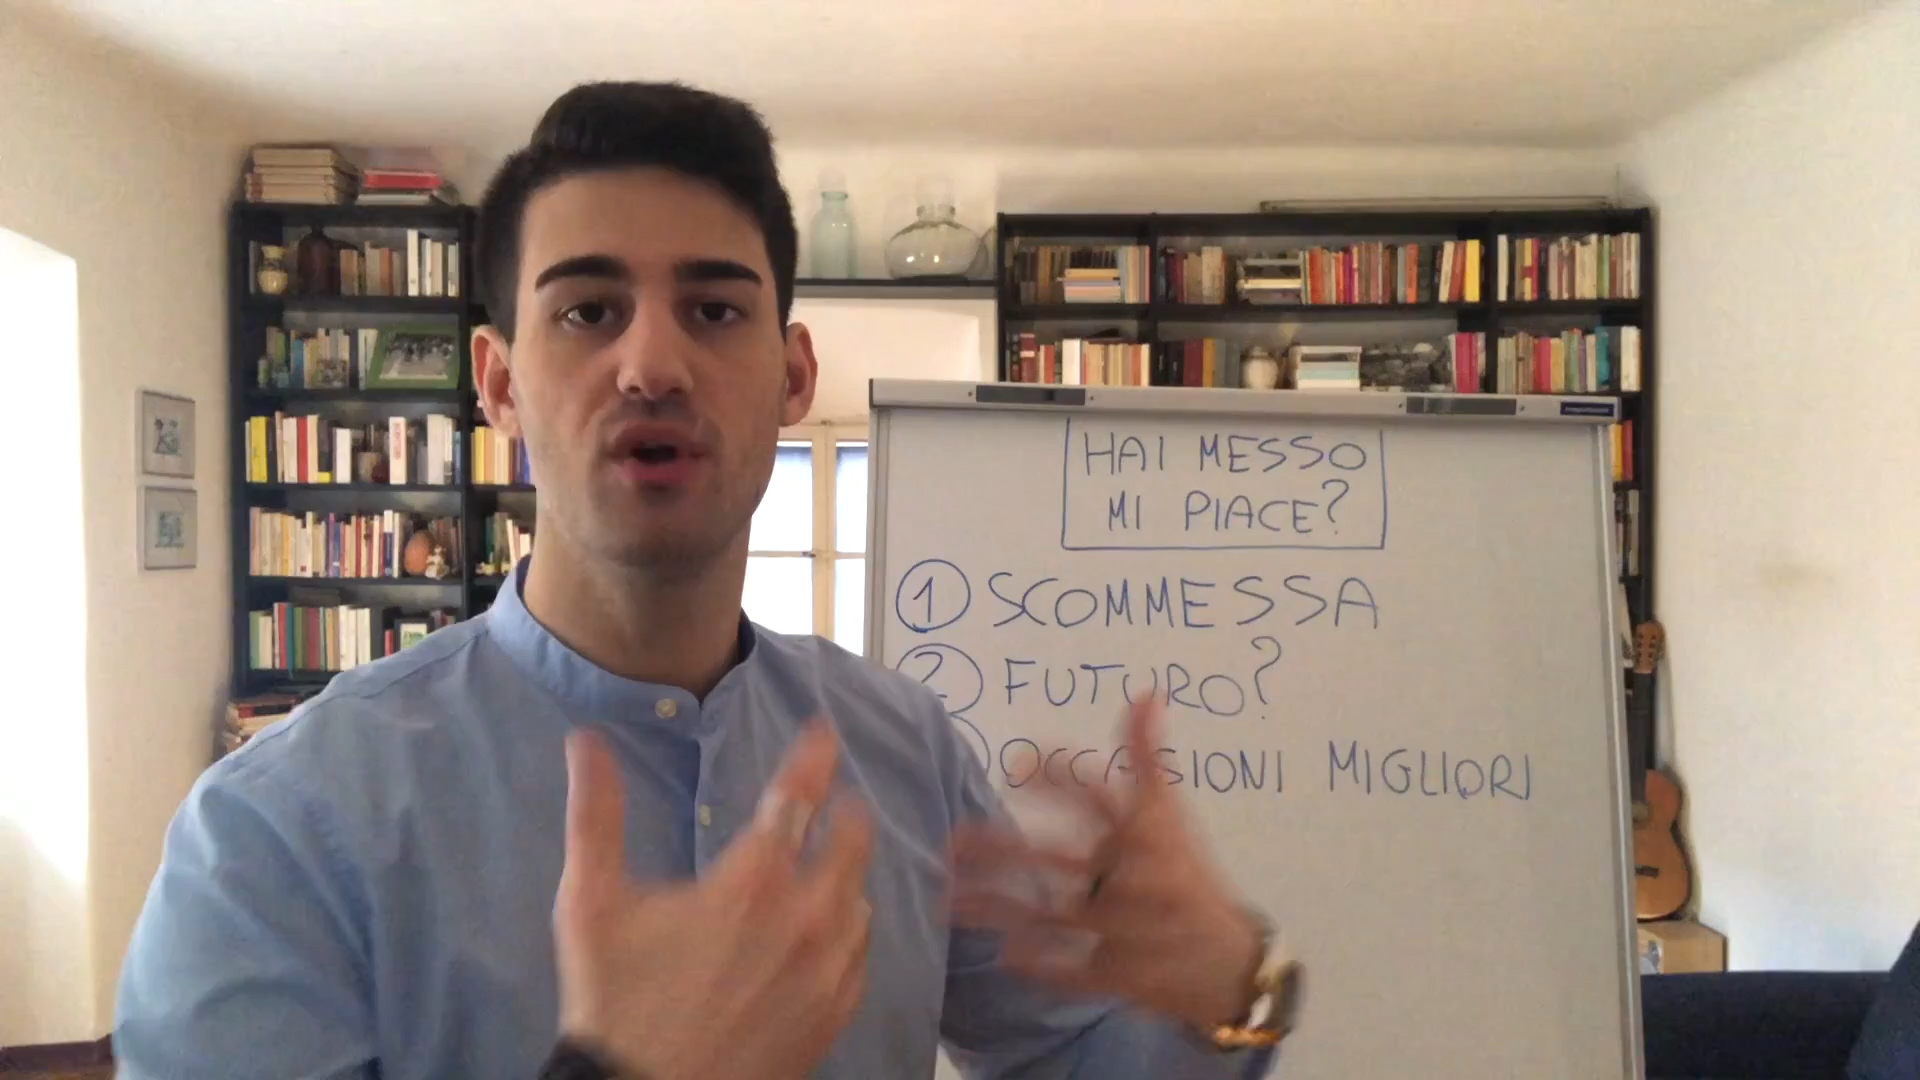 HAI MESSO
MI PIACE?
1 SCOMMESSA
2 FUTURO?
OCCASIONI MIGLIORI